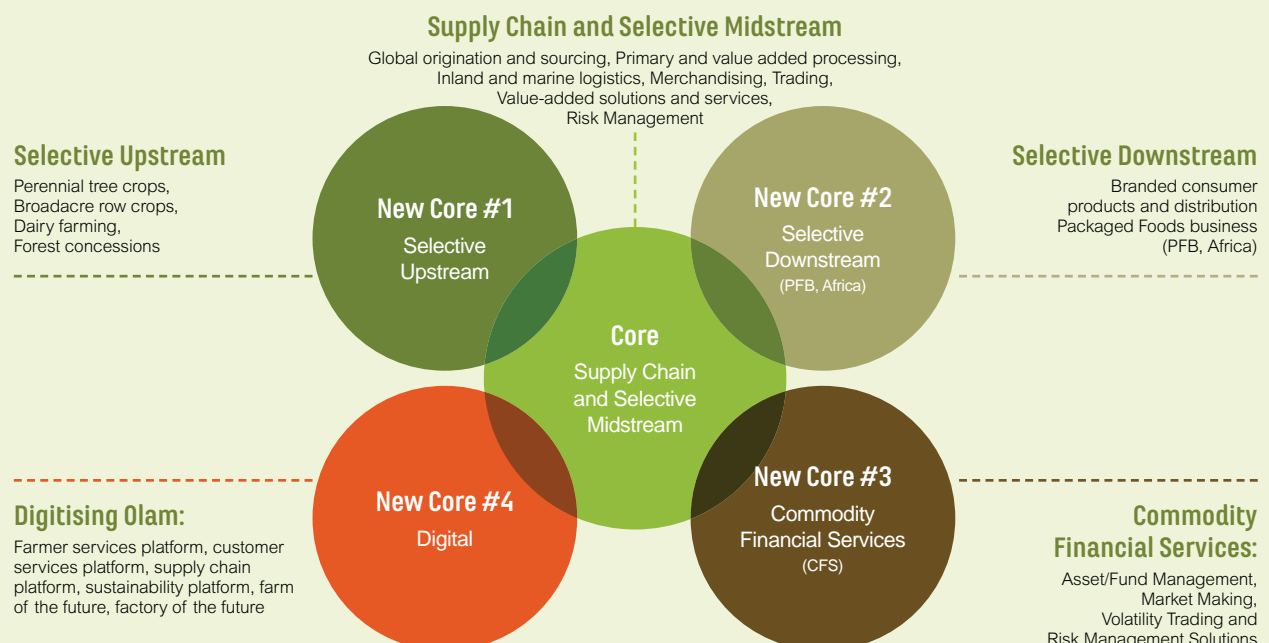 Supply Chain and Selective Midstream
Global origination and sourcing, Primary and value added processing,
Inland and marine logistics, Merchandising, Trading,
Value-added solutions and services,
Risk Management
Selective Upstream
Perennial tree crops,
Broadacre row crops,
Dairy farming,
Forest concessions
New Core #1
Selective
Upstream
New Core #2
Selective
Downstream
(PFB, Africa)
Selective Downstream
Branded consumer
products and distribution
Packaged Foods business
(PFB, Africa)
Core
Supply Chain
and Selective
Midstream
Digitising Olam:
Farmer services platform, customer
services platform, supply chain
platform, sustainability platform, farm
of the future, factory of the future
New Core #4
Digital
New Core #3
Commodity
Financial Services
(CFS)
Commodity
Financial Services:
Asset/Fund Management,
Market Making,
Volatility Trading and
Risk Management Solutions